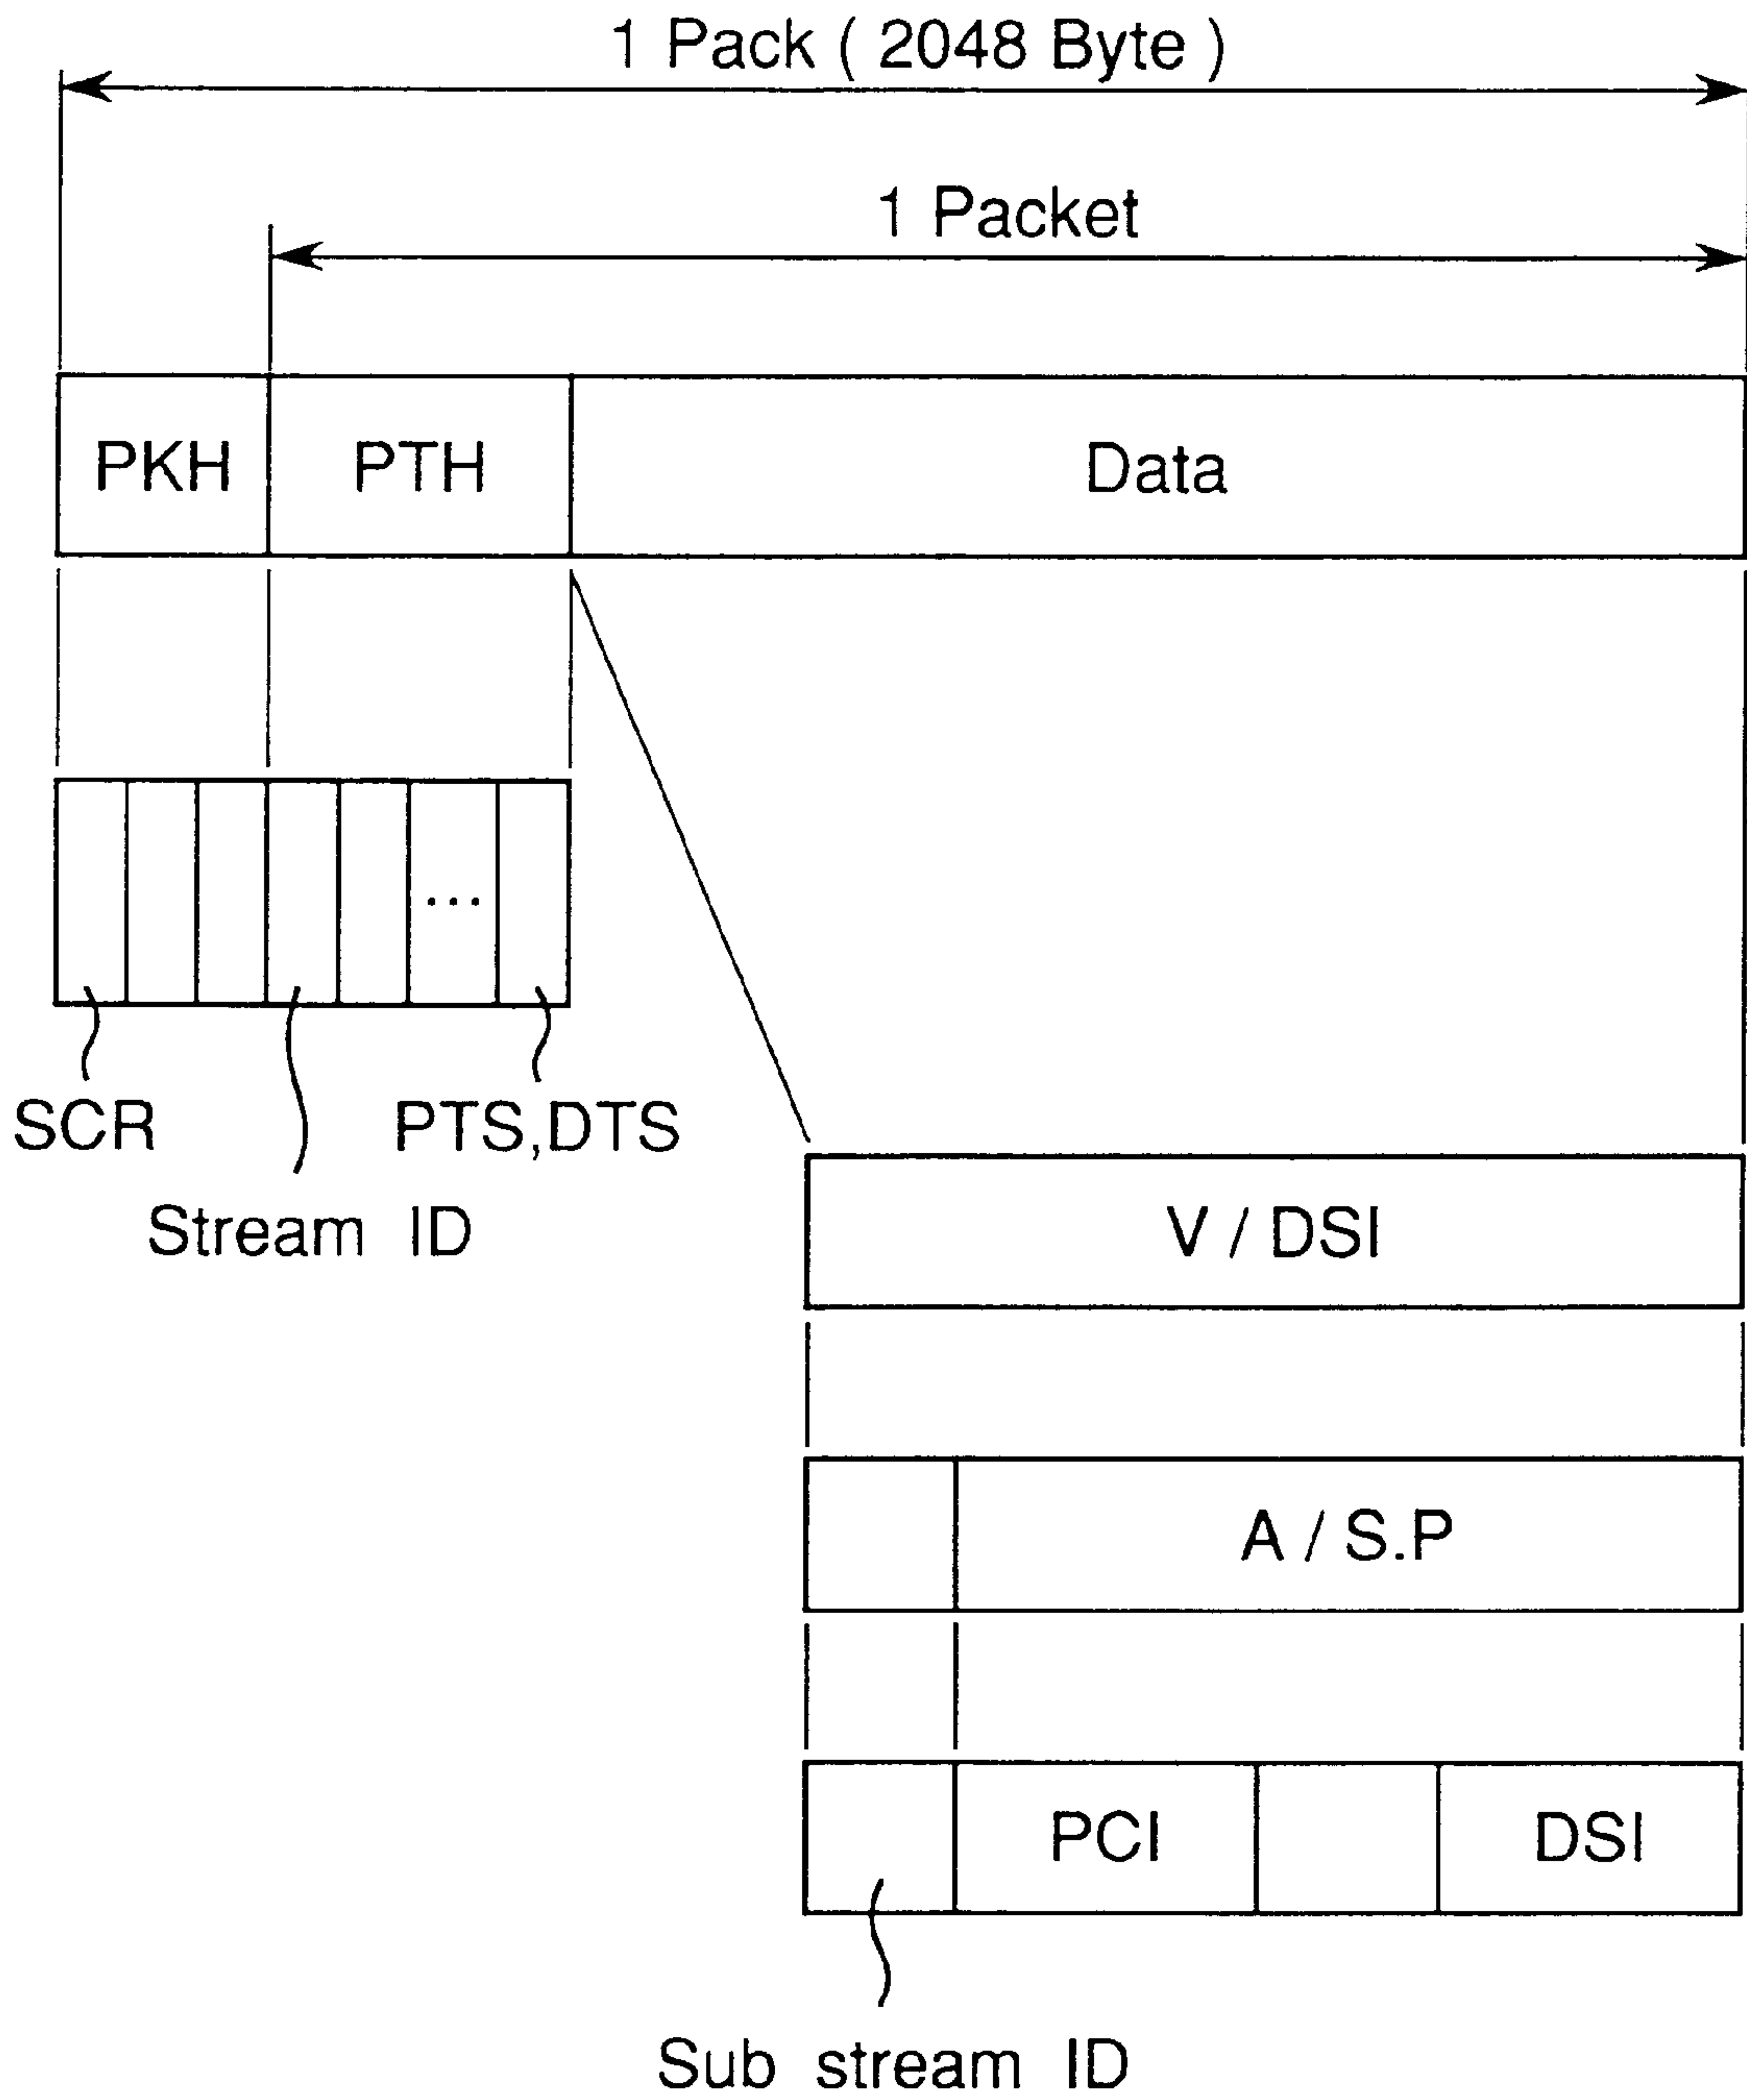 1 Pack ( 2048 Byte )
1 Packet
PKH PTH Data
...
SCR PTS,DTS
Stream ID
V / DSI
A / S.P
PCI DSI
Sub stream ID